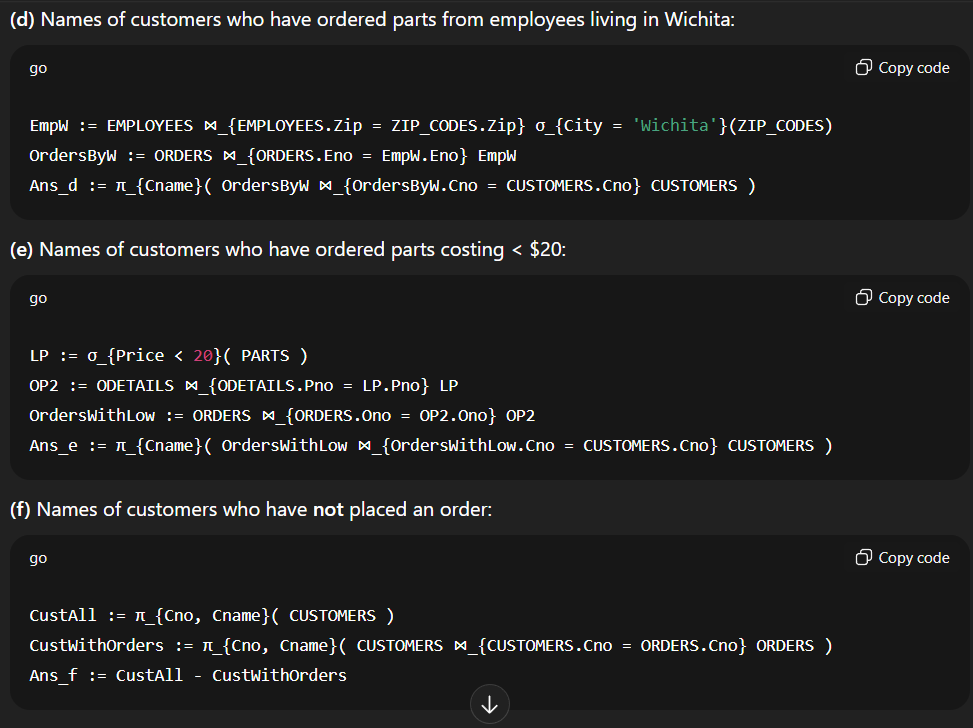 (d) Names of customers who have ordered parts from employees living in Wichita:
go
Copy code
EmpW := EMPLOYEES ⋈_{EMPLOYEES.Zip = ZIP_CODES.Zip} σ_{City = 'Wichita'}(ZIP_CODES)
OrdersByW := ORDERS ⋈_{ORDERS.Eno = EmpW.Eno} EmpW
Ans_d := π_{Cname}( OrdersByW ⋈_{OrdersByW.Cno = CUSTOMERS.Cno} CUSTOMERS )
(e) Names of customers who have ordered parts costing < $20:
go
Copy code
LP := σ_{Price < 20}( PARTS )
OP2 := ODETAILS ⋈_{ODETAILS.Pno = LP.Pno} LP
OrdersWithLow := ORDERS ⋈_{ORDERS.Ono = OP2.Ono} OP2
Ans_e := π_{Cname}( OrdersWithLow ⋈_{OrdersWithLow.Cno = CUSTOMERS.Cno} CUSTOMERS )
(f) Names of customers who have not placed an order:
go
Copy code
CustAll := π_{Cno, Cname}( CUSTOMERS )
CustWithOrders := π_{Cno, Cname}( CUSTOMERS ⋈_{CUSTOMERS.Cno = ORDERS.Cno} ORDERS )
Ans_f := CustAll - CustWithOrders